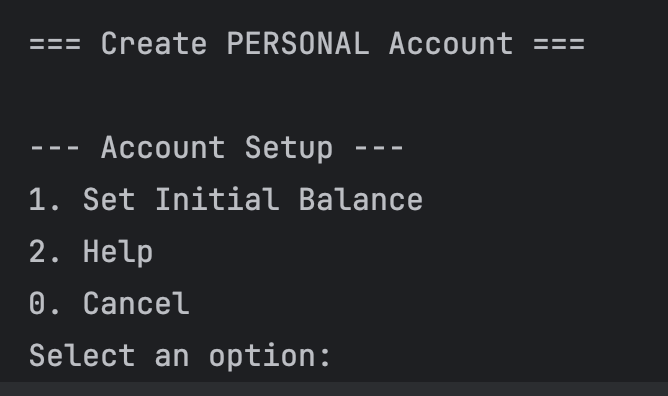 === Create PERSONAL Account ===
--- Account Setup ---
1. Set Initial Balance
2. Help
0. Cancel
Select an option: